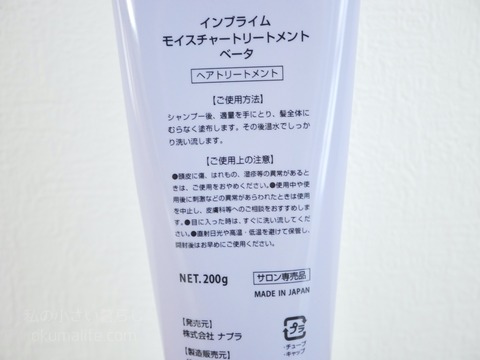 インプライム
モイスチャートリートメント
ベータ
ヘアトリートメント
【ご使用方法】
シャンプー後、適量を手にとり、髪全体に
むらなく塗布します。その後温水でしっか
り洗い流します。
【ご使用上の注意】
●頭皮に傷、はれもの、湿疹等の異常があると
きは、ご使用をおやめください。●使用中や使
用後に刺激などの異常があらわれたときは使用
を中止し、皮膚科等へのご相談をおすすめしま
す。●目に入った時は、すぐに洗い流してくだ
さい。●直射日光や高温・低温を避けて保管し、
開封後はお早めにご使用ください。
NET.200g
サロン専売品
MADE IN JAPAN
【発売元】
株式会社 ナプラ
【製造販売元】
プラ
・チューブ
・キャップ